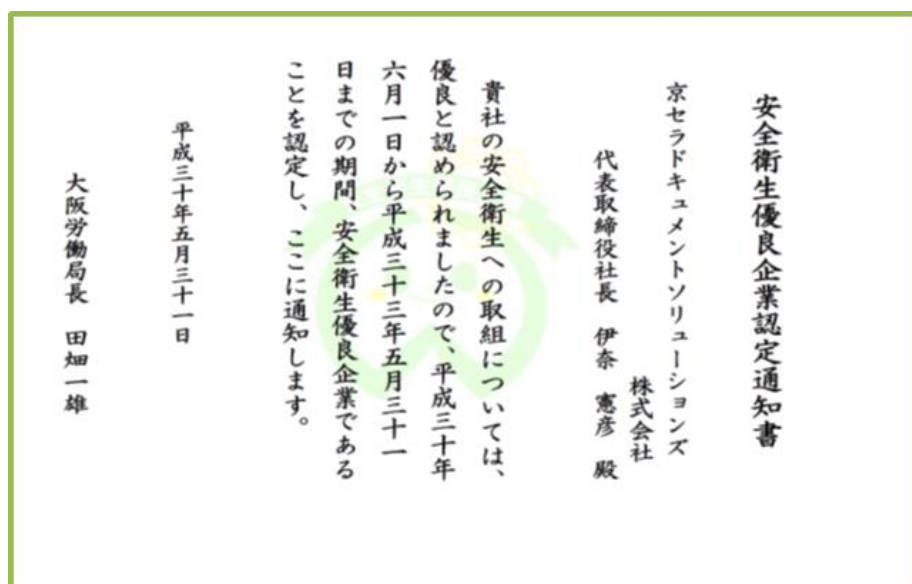 安全衛生優良企業認定通知書
京セラドキュメントソリューションズ
株式会社
代表取締役社長 伊奈 憲彦 殿
貴社の安全衛生への取組については、
優良と認められましたので、平成三十年
六月一日から平成三十三年五月三十一
日までの期間、安全衛生優良企業である
ことを認定し、ここに通知します。
平成三十年五月三十一日
大阪労働局長 田畑一雄